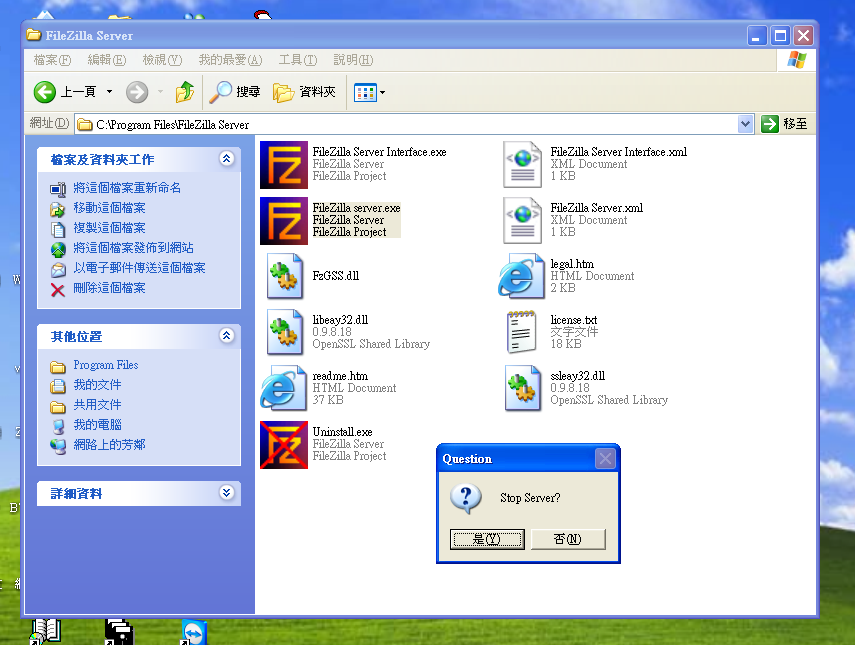 FileZilla Server
檔案(F) 編輯(E) 檢視(V) 我的最愛(A) 工具(T) 說明(H)
上一頁 搜尋 資料夾
網址(D) C:\Program Files\FileZilla Server 移至
檔案及資料夾工作
將這個檔案重新命名
移動這個檔案
複製這個檔案
將這個檔案發佈到網站
以電子郵件傳送這個檔案
刪除這個檔案
其他位置
Program Files
我的文件
共用文件
我的電腦
網路上的芳鄰
詳細資料
FileZilla Server Interface.exe
FileZilla Server
FileZilla Project
FileZilla Server Interface.xml
XML Document
1 KB
FileZilla server.exe
FileZilla Server
FileZilla Project
FileZilla Server.xml
XML Document
1 KB
FzGSS.dll
legal.htm
HTML Document
2 KB
libeay32.dll
0.9.8.18
OpenSSL Shared Library
license.txt
文字文件
18 KB
readme.htm
HTML Document
37 KB
ssleay32.dll
0.9.8.18
OpenSSL Shared Library
Uninstall.exe
FileZilla Server
FileZilla Project
Question
Stop Server?
是(Y) 否(N)